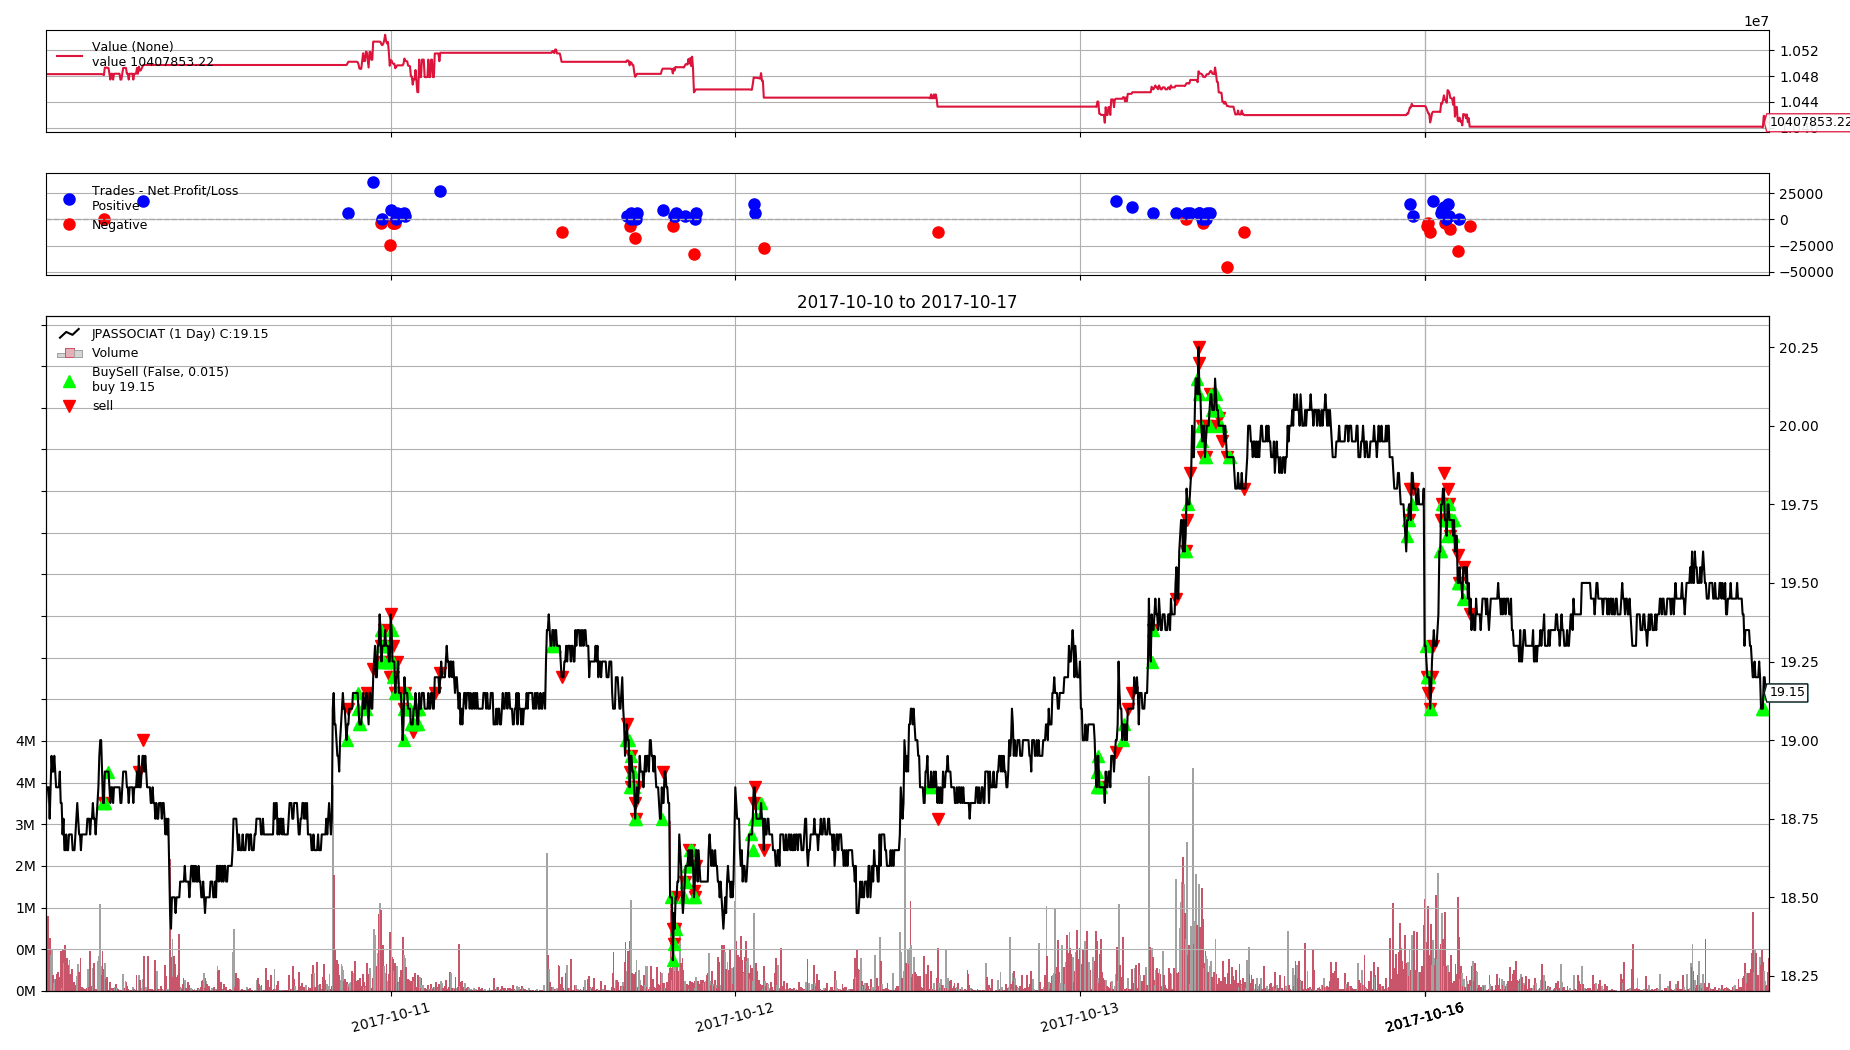 1e7
Value (None)
value 10407853.22
1.052
1.048
1.044
10407853.22
Trades - Net Profit/Loss
Positive
Negative
25000
0
−25000
−50000
2017-10-10 to 2017-10-17
JPASSOCIAT (1 Day) C:19.15
Volume
BuySell (False, 0.015)
buy 19.15
sell
20.25
20.00
19.75
19.50
19.25
19.15
19.00
18.75
18.50
18.25
4M
4M
3M
2M
1M
0M
0M
2017-10-11
2017-10-12
2017-10-13
2017-10-16